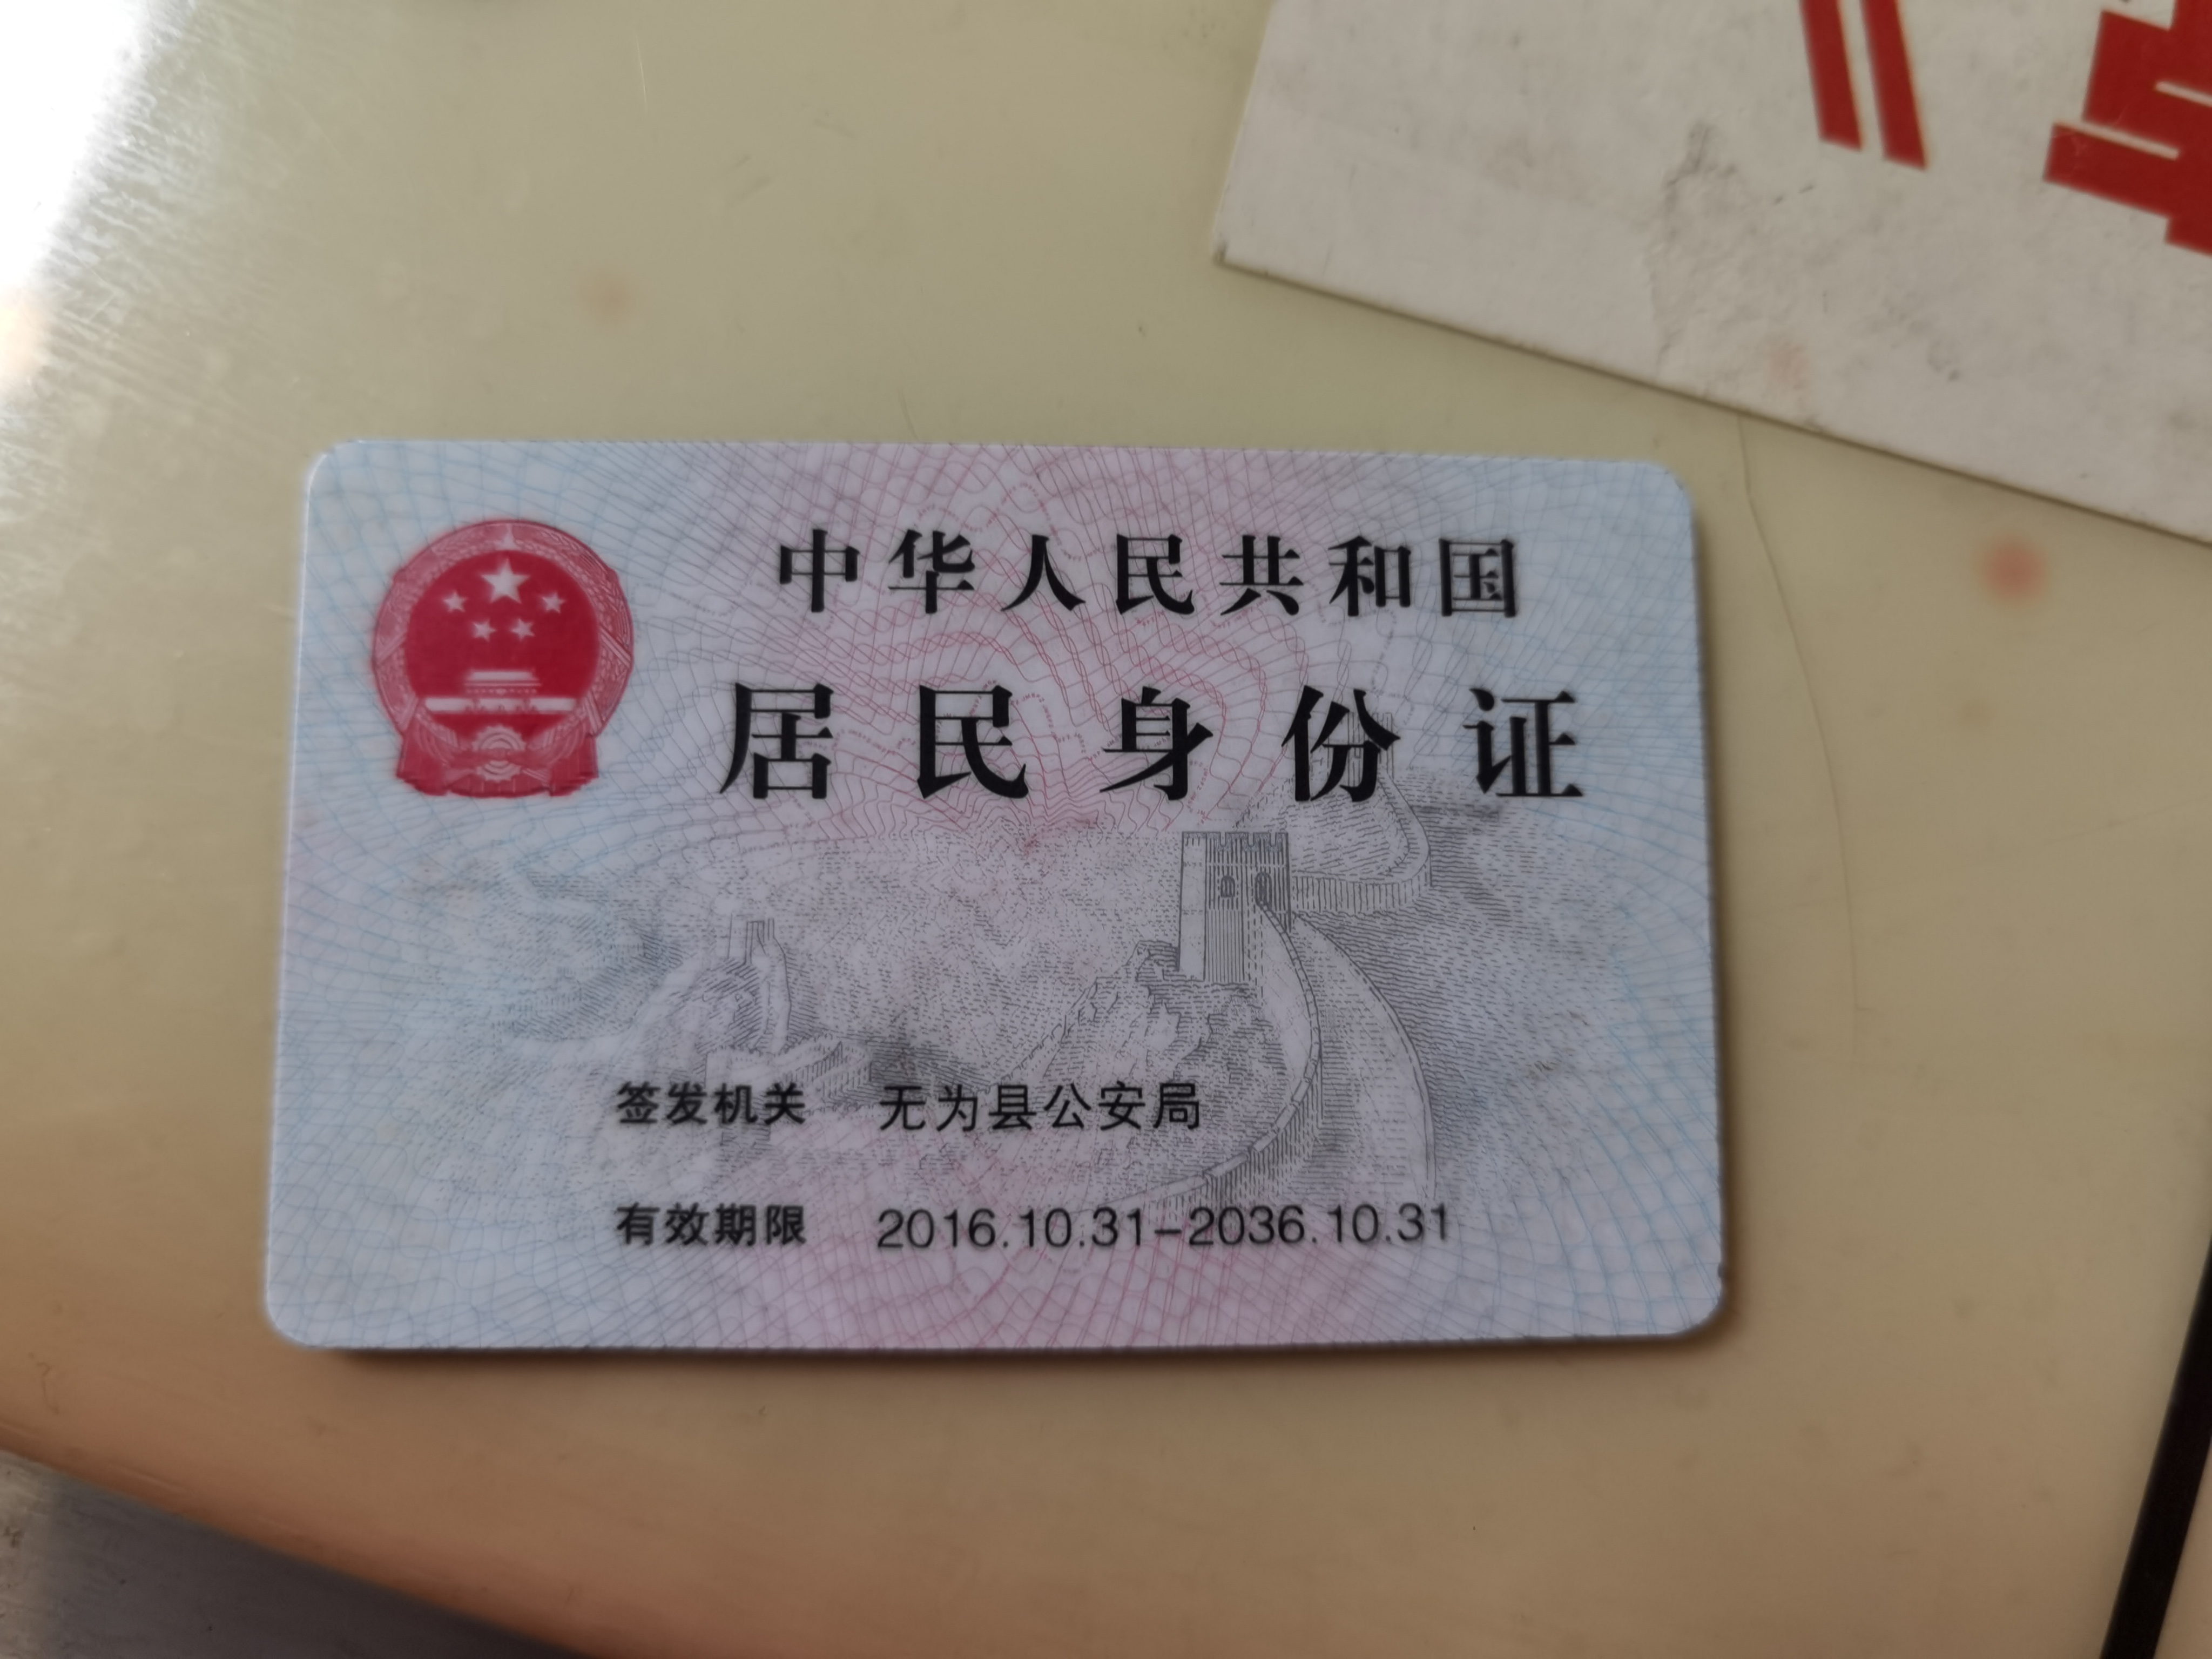 中华人民共和国
居民身份证
签发机关 无为县公安局
有效期限 2016.10.31-2036.10.31